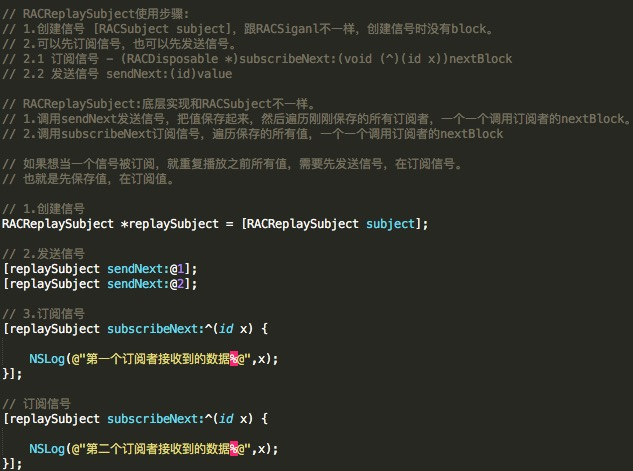 // RACReplaySubject使用步骤:
// 1.创建信号 [RACSubject subject]，跟RACSiganl不一样，创建信号时没有block。
// 2.可以先订阅信号，也可以先发送信号。
// 2.1 订阅信号 - (RACDisposable *)subscribeNext:(void (^)(id x))nextBlock
// 2.2 发送信号 sendNext:(id)value
// RACReplaySubject:底层实现和RACSubject不一样。
// 1.调用sendNext发送信号，把值保存起来，然后遍历刚刚保存的所有订阅者，一个一个调用订阅者的nextBlock。
// 2.调用subscribeNext订阅信号，遍历保存的所有值，一个一个调用订阅者的nextBlock
// 如果想当一个信号被订阅，就重复播放之前所有值，需要先发送信号，在订阅信号。
// 也就是先保存值，在订阅值。
// 1.创建信号
RACReplaySubject *replaySubject = [RACReplaySubject subject];
// 2.发送信号
[replaySubject sendNext:@1];
[replaySubject sendNext:@2];
// 3.订阅信号
[replaySubject subscribeNext:^(id x) {
NSLog(@"第一个订阅者接收到的数据%@",x);
}];
// 订阅信号
[replaySubject subscribeNext:^(id x) {
NSLog(@"第二个订阅者接收到的数据%@",x);
}];